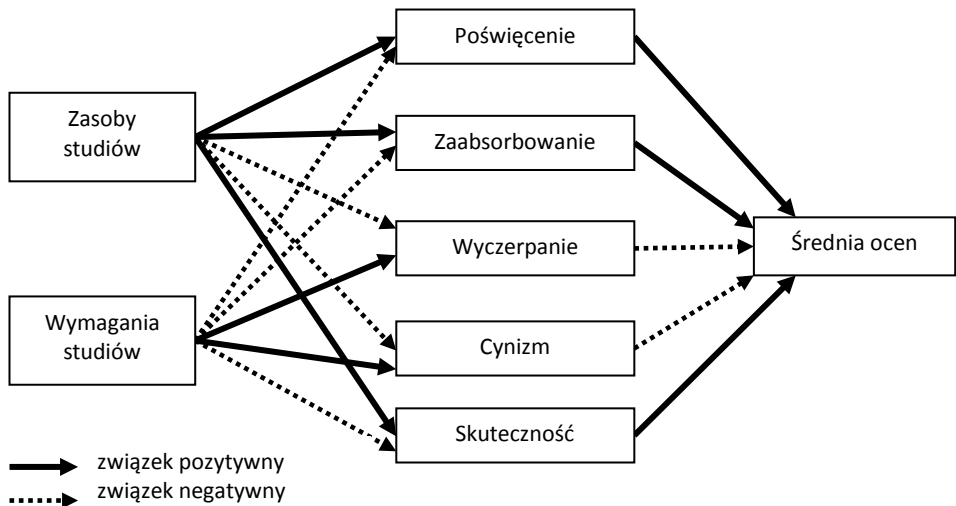 Poświęcenie
Zasoby
studiów
Zaabsorbowanie
Wyczerpanie
Średnia ocen
Wymagania
studiów
Cynizm
Skuteczność
związek pozytywny
związek negatywny